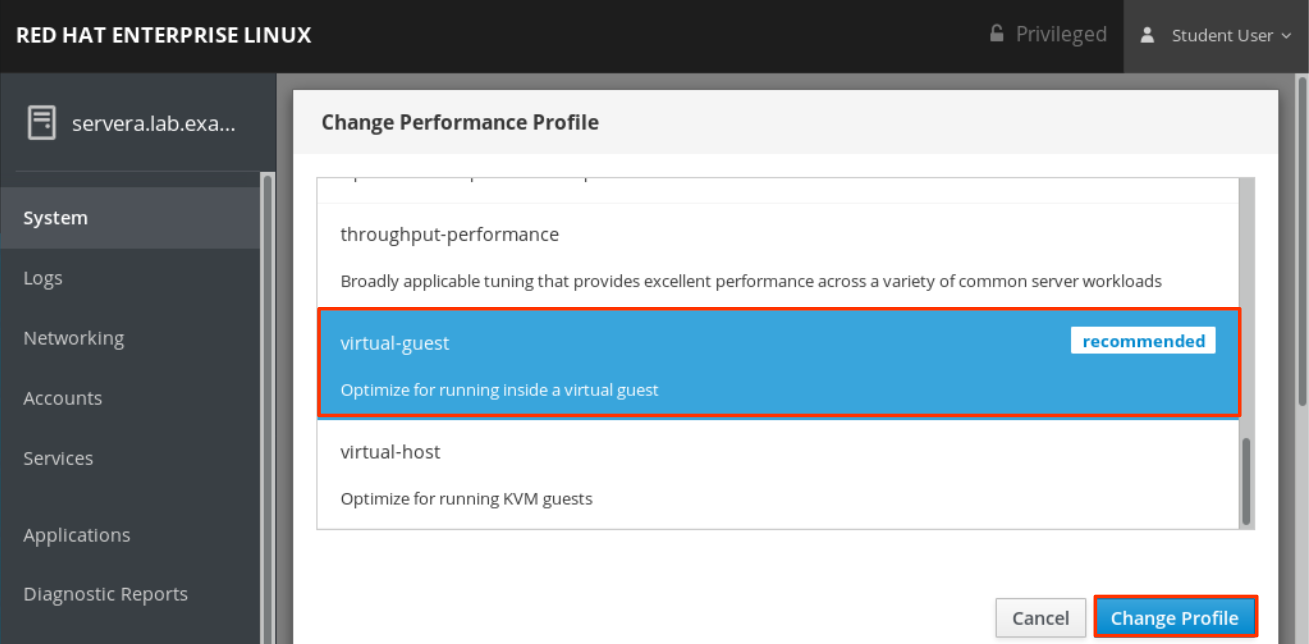 RED HAT ENTERPRISE LINUX
Privileged
Student User
servera.lab.exa...
System
Logs
Networking
Accounts
Services
Applications
Diagnostic Reports
Change Performance Profile
throughput-performance
Broadly applicable tuning that provides excellent performance across a variety of common server workloads
virtual-guest
recommended
Optimize for running inside a virtual guest
virtual-host
Optimize for running KVM guests
Cancel
Change Profile